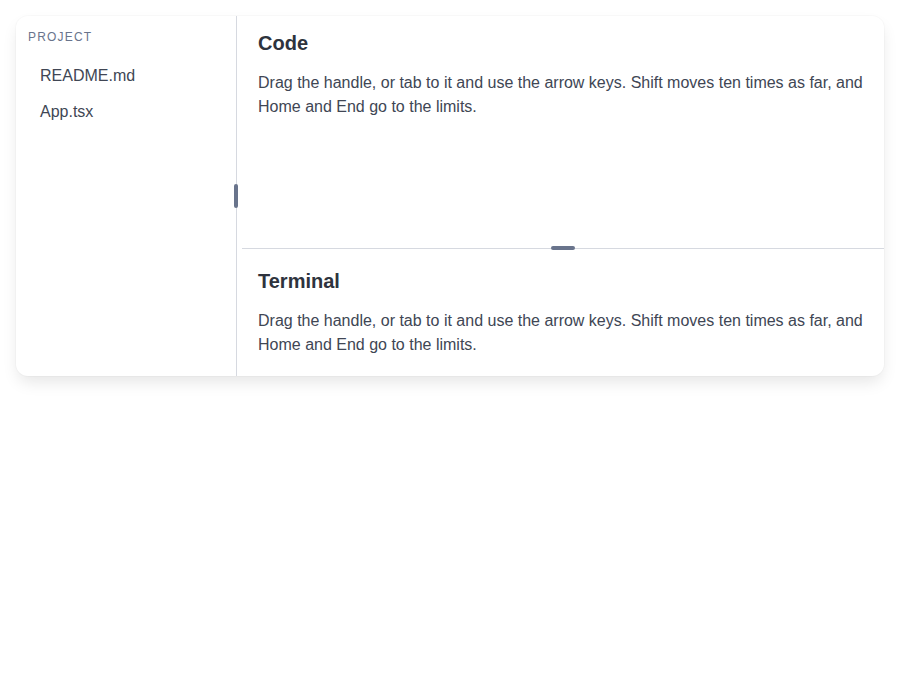 PROJECT
README.md
App.tsx
Code
Drag the handle, or tab to it and use the arrow keys. Shift moves ten times as far, and
Home and End go to the limits.
Terminal
Drag the handle, or tab to it and use the arrow keys. Shift moves ten times as far, and
Home and End go to the limits.